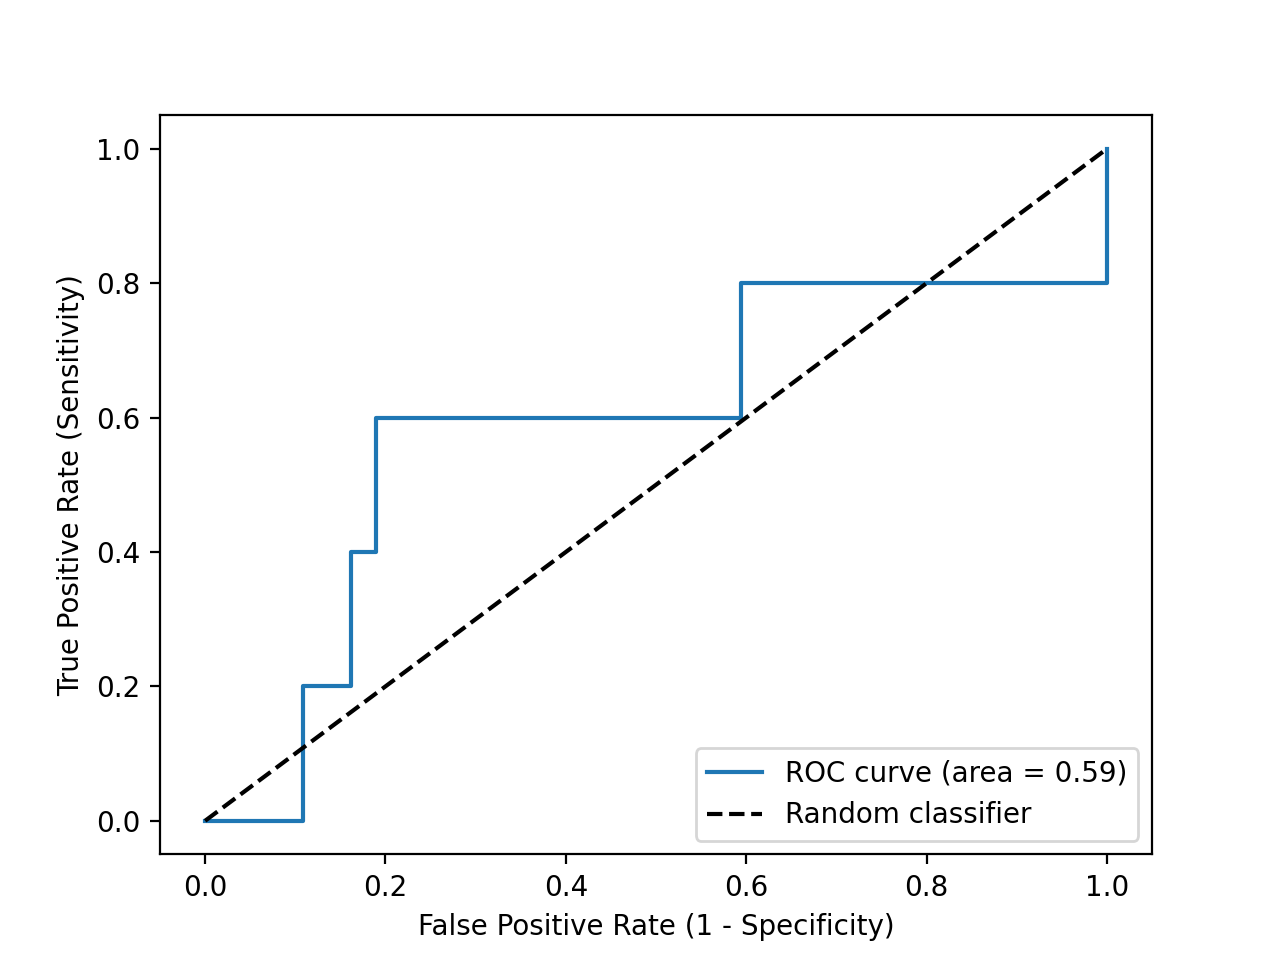 1.0
0.8
0.6
0.4
0.2
0.0
True Positive Rate (Sensitivity)
ROC curve (area = 0.59)
Random classifier
0.0 0.2 0.4 0.6 0.8 1.0
False Positive Rate (1 - Specificity)